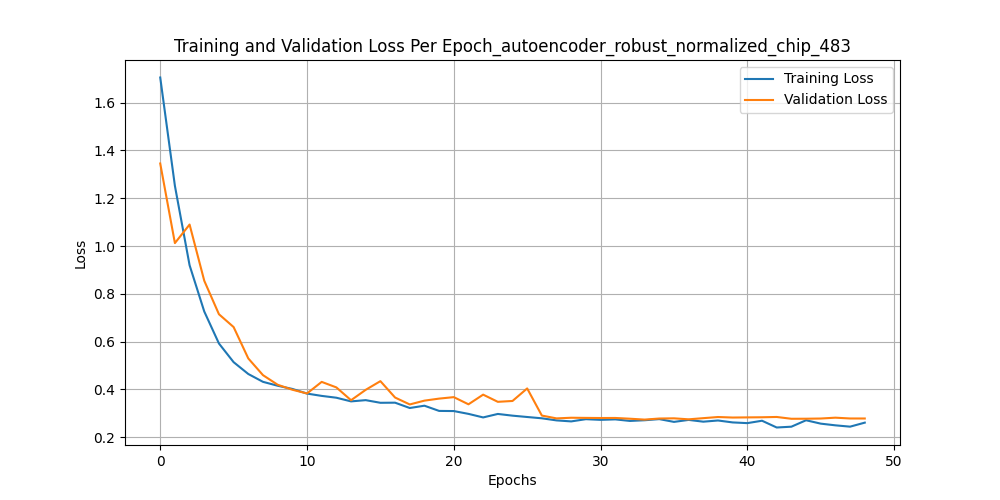 Training and Validation Loss Per Epoch_autoencoder_robust_normalized_chip_483
Training Loss
Validation Loss
Loss
1.6
1.4
1.2
1.0
0.8
0.6
0.4
0.2
0
10
20
30
40
50
Epochs